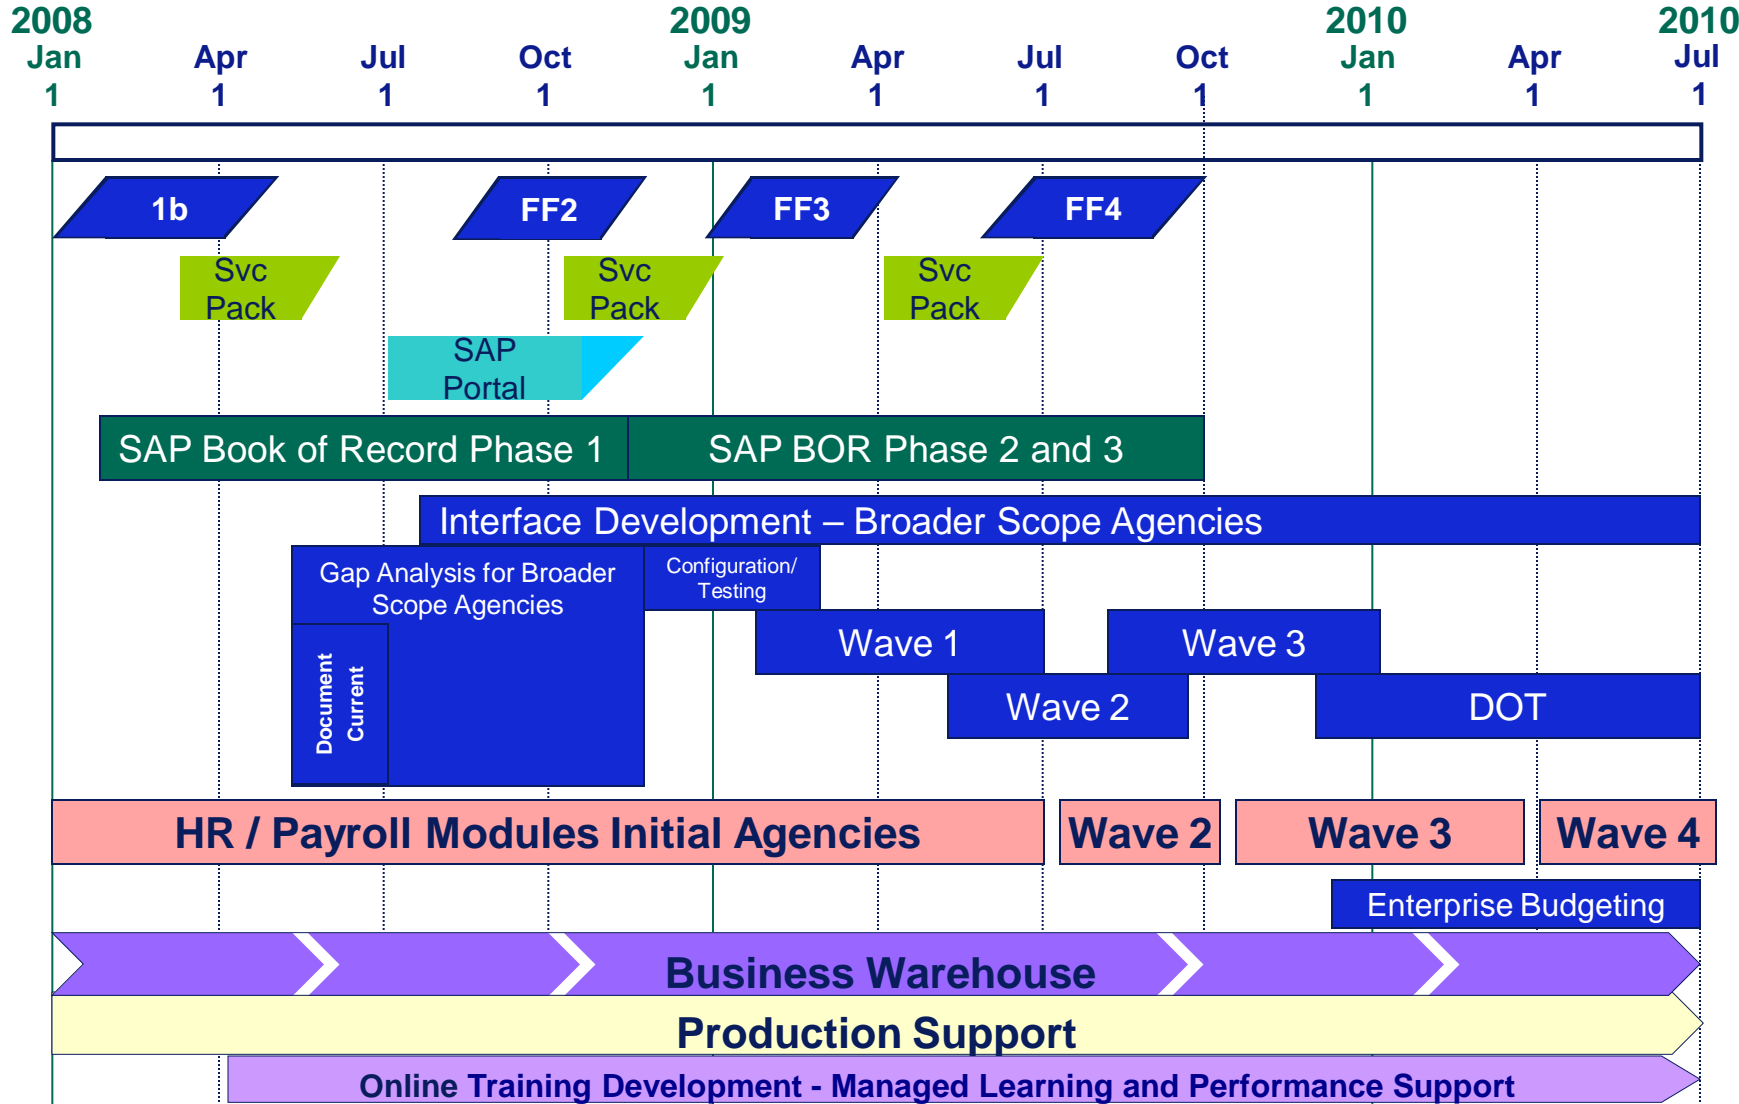 2008 2009 2010 2010
Jan Apr Jul Oct Jan Apr Jul Oct Jan Apr Jul
1 1 1 1 1 1 1 1 1 1 1
1b FF2 FF3 FF4
Svc
Pack
Svc
Pack
Svc
Pack
SAP
Portal
SAP Book of Record Phase 1 SAP BOR Phase 2 and 3
Interface Development – Broader Scope Agencies
Gap Analysis for Broader
Scope Agencies
Configuration/
Testing
Document
Current
Wave 1 Wave 3
Wave 2 DOT
HR / Payroll Modules Initial Agencies Wave 2 Wave 3 Wave 4
Enterprise Budgeting
Business Warehouse
Production Support
Online Training Development - Managed Learning and Performance Support